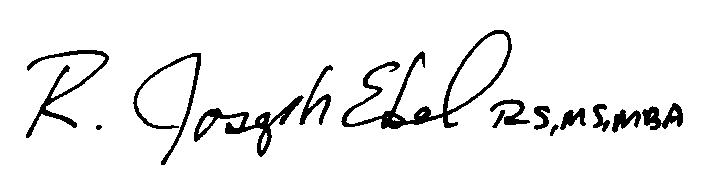 R. Joseph Ebel RS, MS, MBA